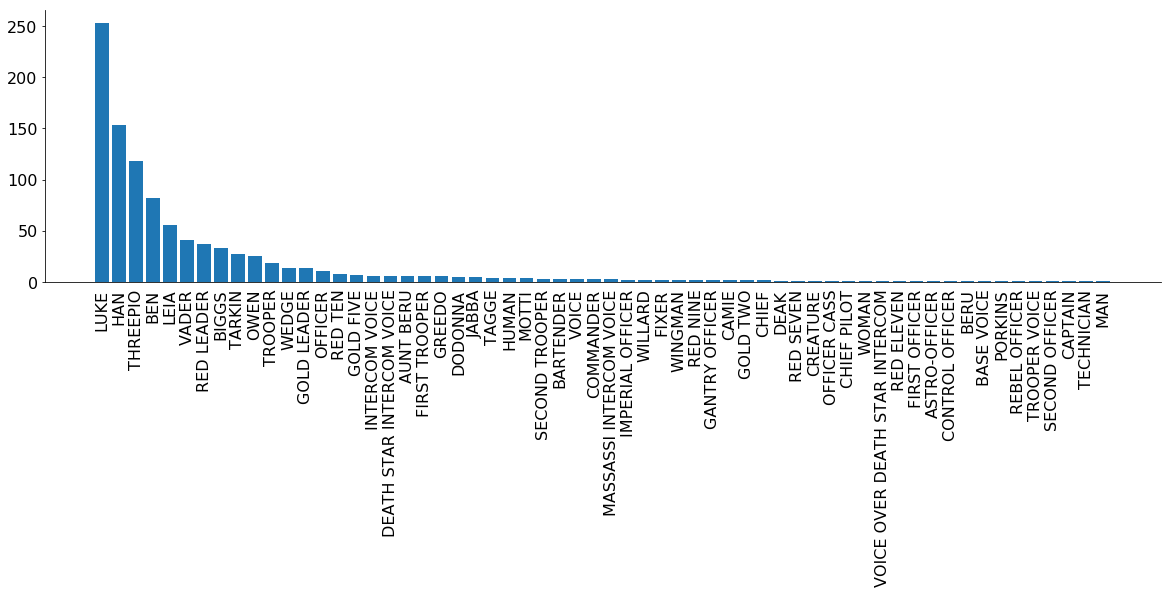 250
200
150
100
50
0
LUKE
HAN
THREEPIO
BEN
LEIA
VADER
RED LEADER
BIGGS
TARKIN
OWEN
TROOPER
WEDGE
GOLD LEADER
OFFICER
RED TEN
GOLD FIVE
INTERCOM VOICE
DEATH STAR INTERCOM VOICE
AUNT BERU
FIRST TROOPER
GREEDO
DODONNA
JABBA
TAGGE
HUMAN
MOTTI
SECOND TROOPER
BARTENDER
VOICE
COMMANDER
MASSASSI INTERCOM VOICE
IMPERIAL OFFICER
WILLARD
FIXER
WINGMAN
RED NINE
GANTRY OFFICER
CAMIE
GOLD TWO
CHIEF
DEAK
RED SEVEN
CREATURE
OFFICER CASS
CHIEF PILOT
WOMAN
VOICE OVER DEATH STAR INTERCOM
RED ELEVEN
FIRST OFFICER
ASTRO-OFFICER
CONTROL OFFICER
BERU
BASE VOICE
PORKINS
REBEL OFFICER
TROOPER VOICE
SECOND OFFICER
CAPTAIN
TECHNICIAN
MAN